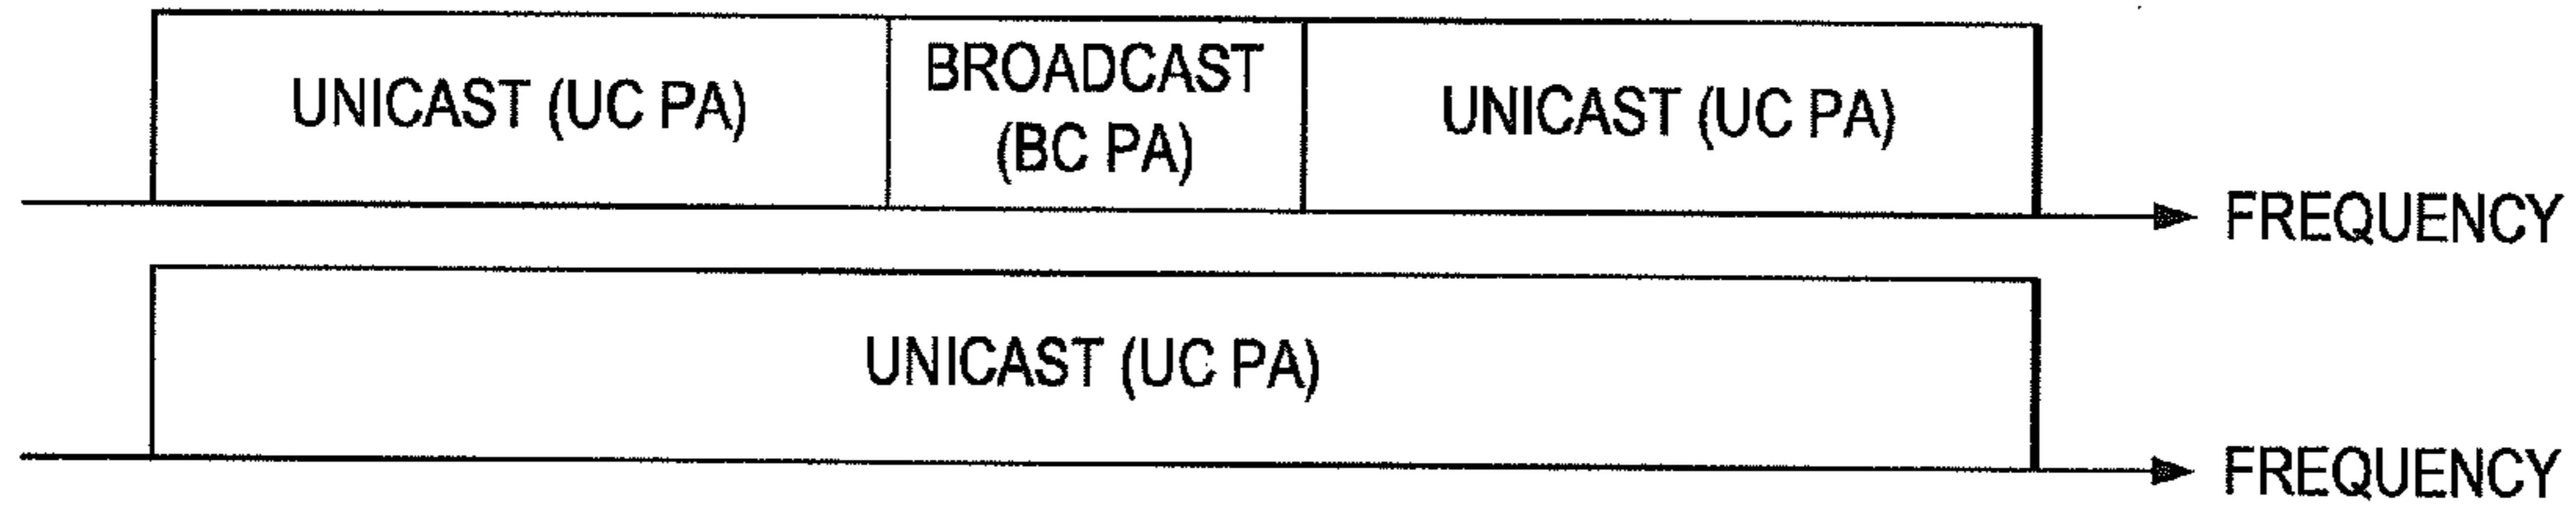 UNICAST (UC PA)
BROADCAST
(BC PA)
UNICAST (UC PA)
FREQUENCY
UNICAST (UC PA)
FREQUENCY